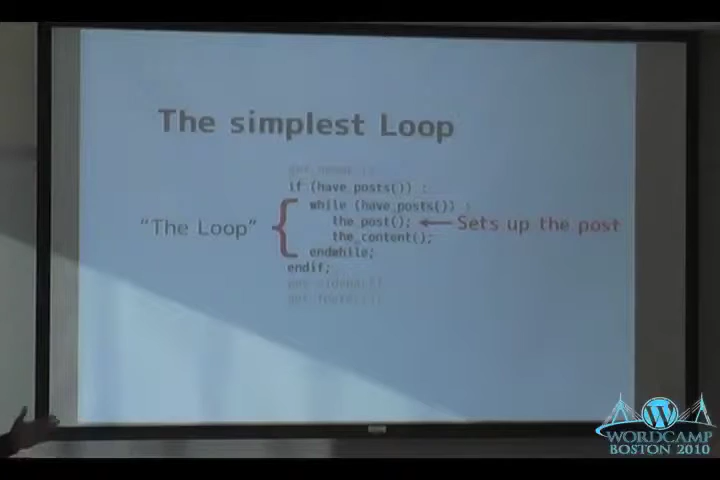 The simplest Loop
if (have_posts()) :
while (have_posts()) :
"The Loop"
the_post();
Sets up the post
the_content();
endwhile;
endif;
WORDCAMP
BOSTON 2010